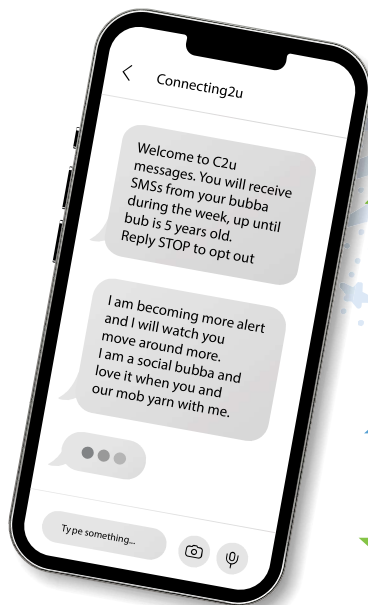 Connecting2u
Welcome to C2u
messages. You will receive
SMSs from your bubba
during the week, up until
bub is 5 years old.
Reply STOP to opt out
I am becoming more alert
and I will watch you
move around more.
I am a social bubba and
love it when you and
our mob yarn with me.
Type something...